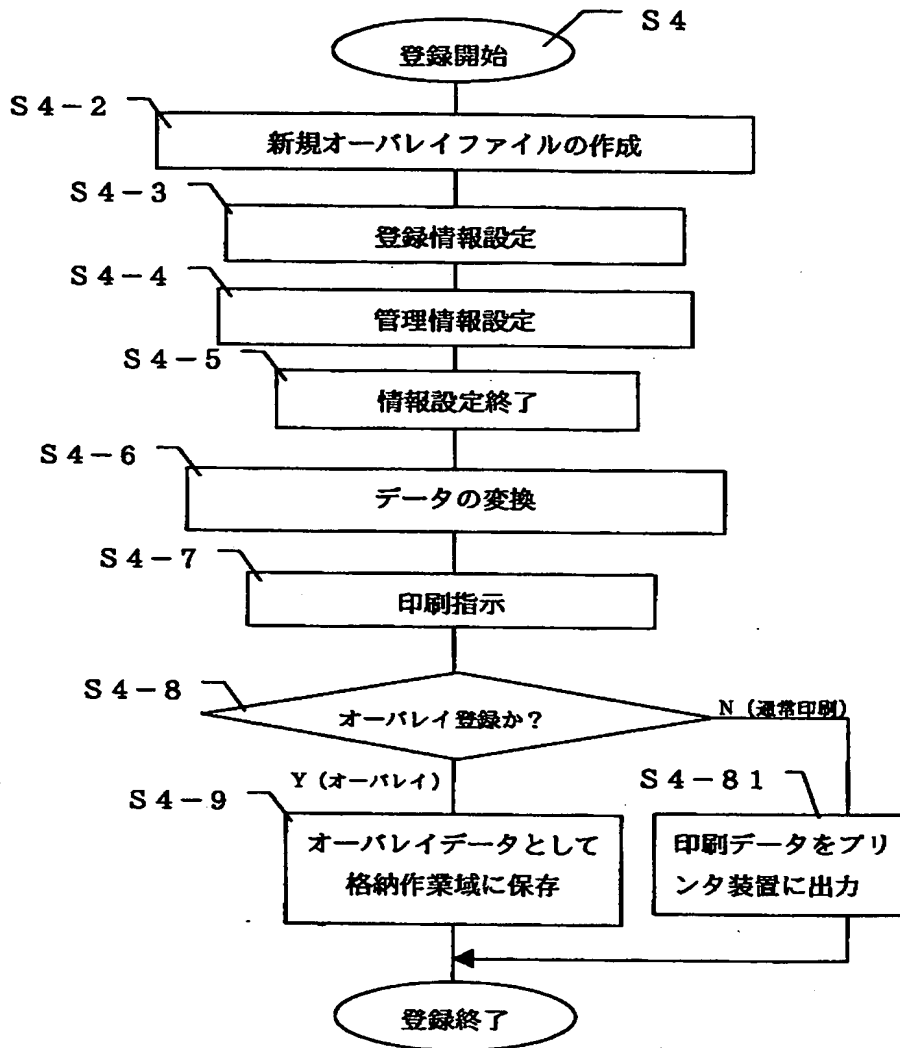 S4
登録開始
S4-2
新規オーバレイファイルの作成
S4-3
登録情報設定
S4-4
管理情報設定
S4-5
情報設定終了
S4-6
データの変換
S4-7
印刷指示
S4-8
オーバレイ登録か?
N(通常印刷)
Y(オーバレイ)
S4-9
オーバレイデータとして
格納作業域に保存
S4-81
印刷データをプリ
ンタ装置に出力
登録終了